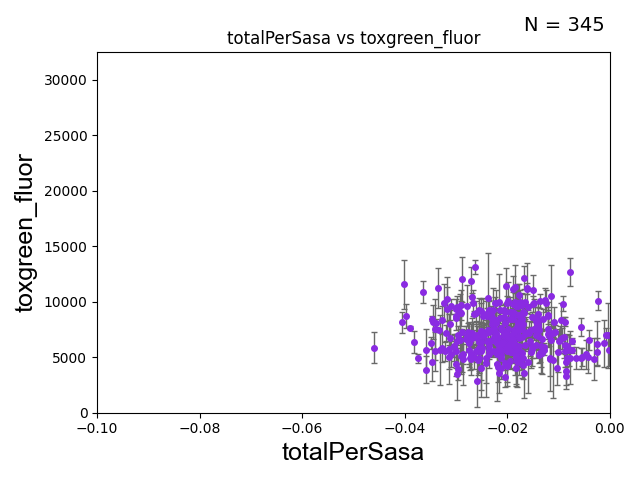 N = 345
totalPerSasa vs toxgreen_fluor
30000
25000
20000
15000
10000
5000
0
toxgreen_fluor
−0.10 −0.08 −0.06 −0.04 −0.02 0.00
totalPerSasa